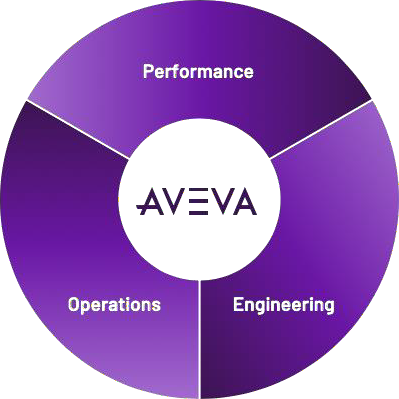 Performance
AVEVA
Operations
Engineering